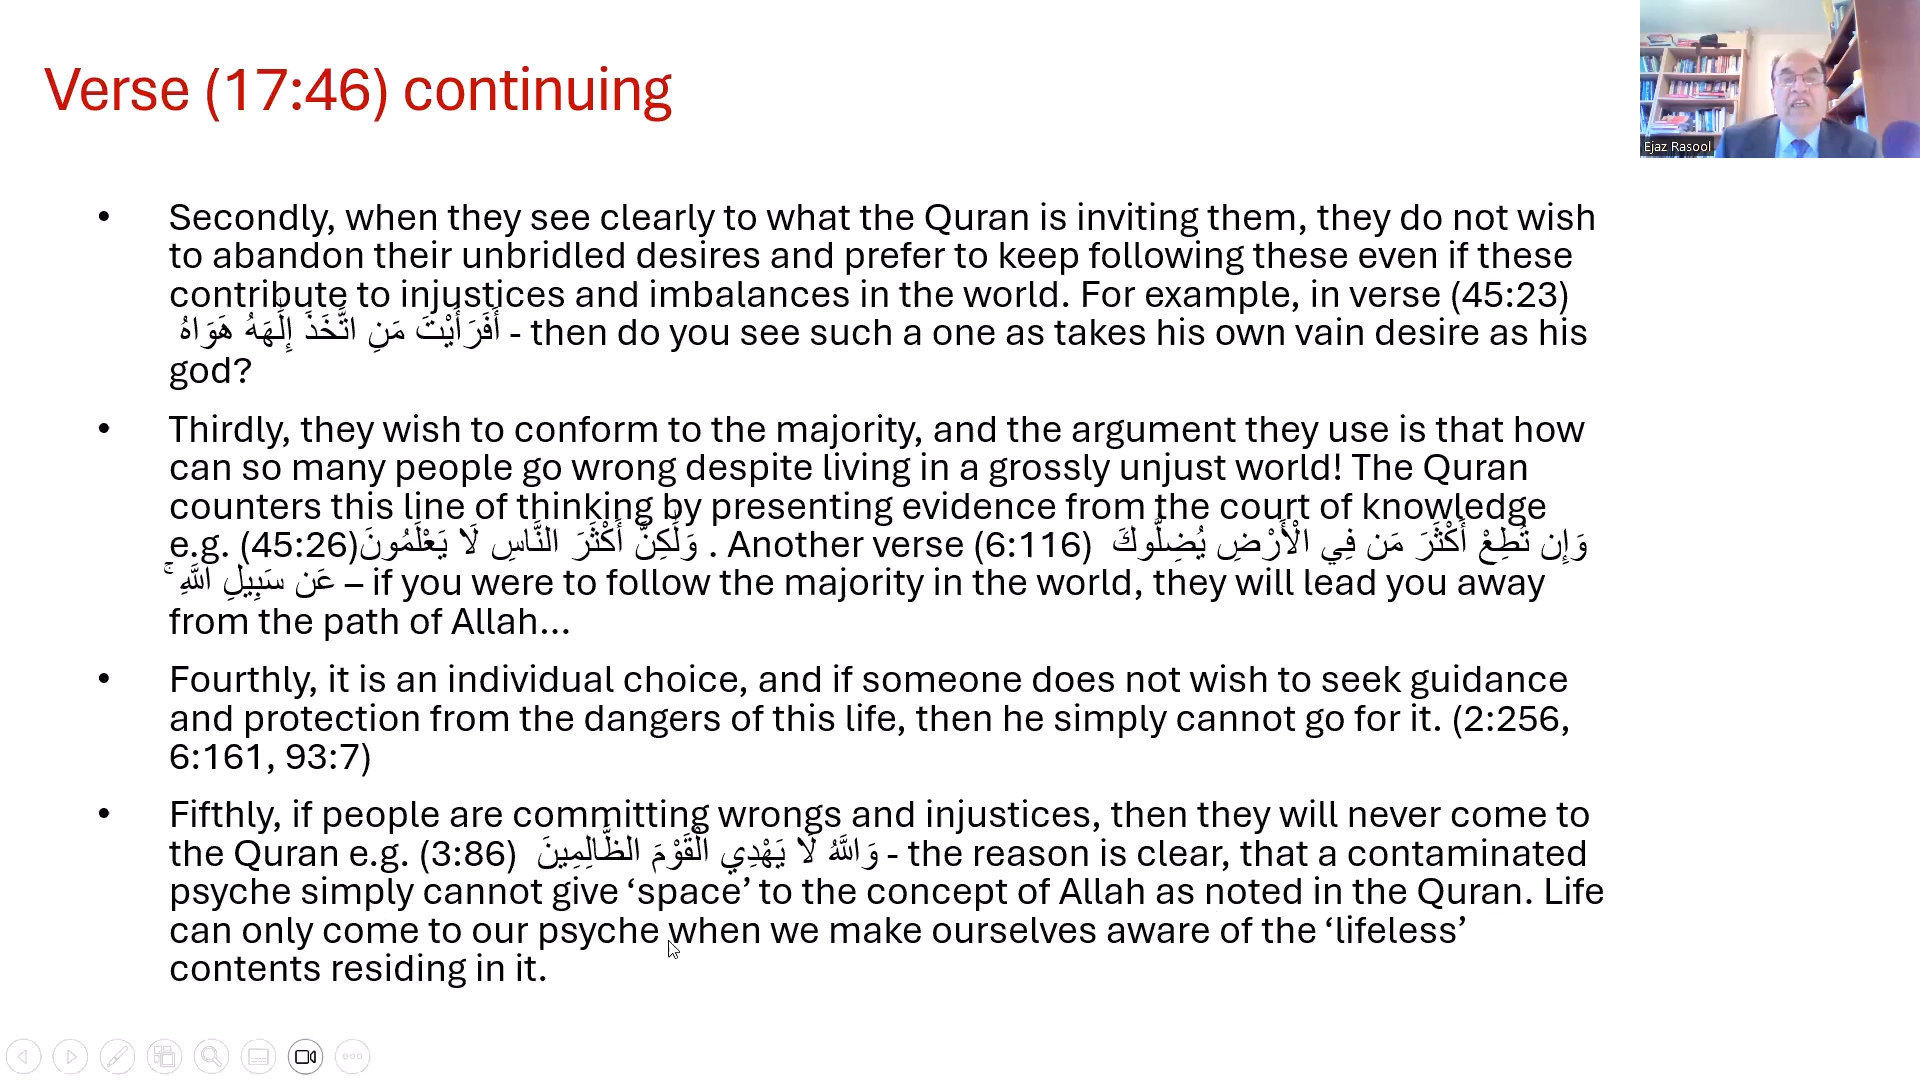 Verse (17:46) continuing
Ejaz Rasool
• Secondly, when they see clearly to what the Quran is inviting them, they do not wish
to abandon their unbridled desires and prefer to keep following these even if these
contribute to injustices and imbalances in the world. For example, in verse (45:23)
أَفَرَأَيْتَ مَنِ اتَّخَذَ إِلَٰهَهُ هَوَاهُ - then do you see such a one as takes his own vain desire as his
god?
• Thirdly, they wish to conform to the majority, and the argument they use is that how
can so many people go wrong despite living in a grossly unjust world! The Quran
counters this line of thinking by presenting evidence from the court of knowledge
e.g. (45:26) وَلَٰكِنَّ أَكْثَرَ النَّاسِ لَا يَعْلَمُونَ . Another verse (6:116) وَإِن تُطِعْ أَكْثَرَ مَن فِي الْأَرْضِ يُضِلُّوكَ
عَن سَبِيلِ اللَّهِ ۚ – if you were to follow the majority in the world, they will lead you away
from the path of Allah...
• Fourthly, it is an individual choice, and if someone does not wish to seek guidance
and protection from the dangers of this life, then he simply cannot go for it. (2:256,
6:161, 93:7)
• Fifthly, if people are committing wrongs and injustices, then they will never come to
the Quran e.g. (3:86) وَاللَّهُ لَا يَهْدِي الْقَوْمَ الظَّالِمِينَ - the reason is clear, that a contaminated
psyche simply cannot give ‘space’ to the concept of Allah as noted in the Quran. Life
can only come to our psyche when we make ourselves aware of the ‘lifeless’
contents residing in it.